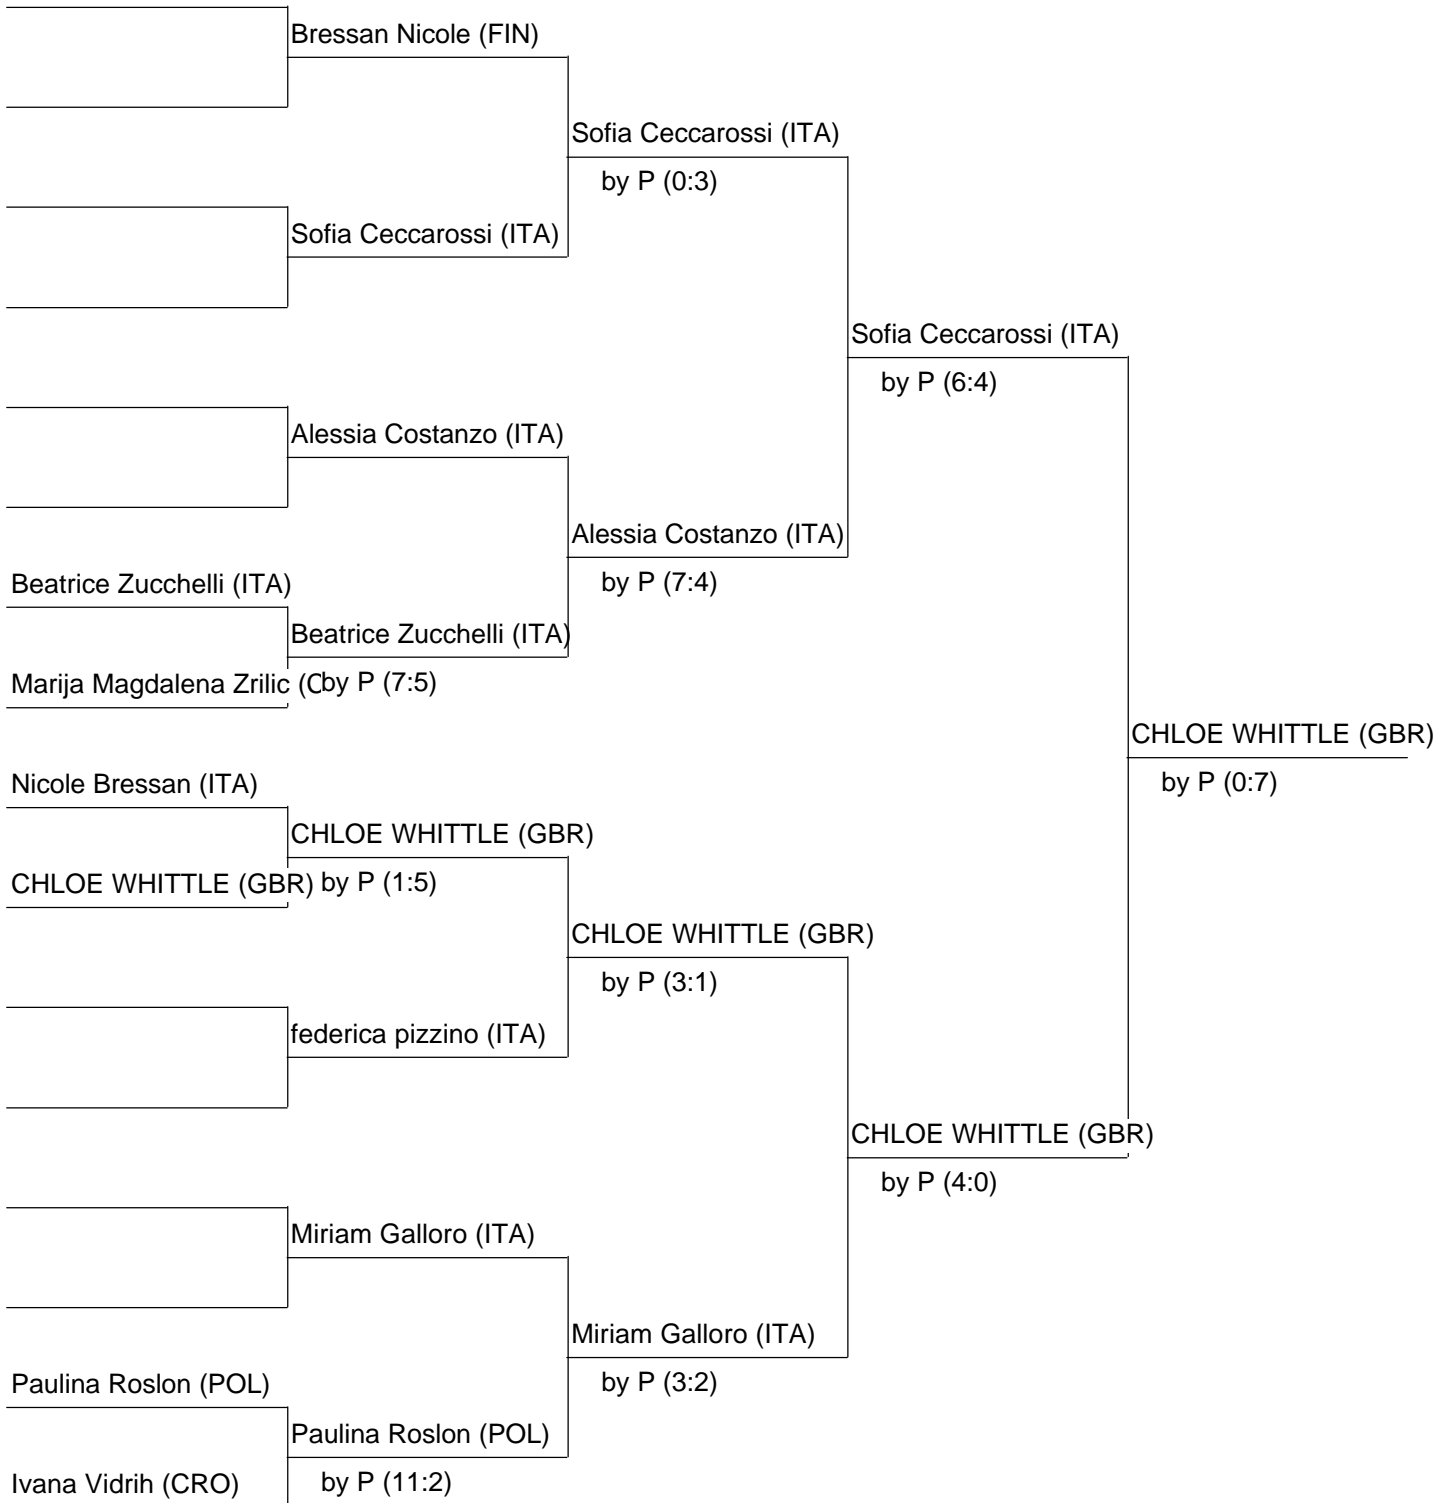 Bressan Nicole (FIN)
Sofia Ceccarossi (ITA)
by P (0:3)
Sofia Ceccarossi (ITA)
Sofia Ceccarossi (ITA)
by P (6:4)
Alessia Costanzo (ITA)
Alessia Costanzo (ITA)
by P (7:4)
Beatrice Zucchelli (ITA)
Beatrice Zucchelli (ITA)
Marija Magdalena Zrilic (C
by P (7:5)
CHLOE WHITTLE (GBR)
by P (0:7)
Nicole Bressan (ITA)
CHLOE WHITTLE (GBR)
CHLOE WHITTLE (GBR)
by P (1:5)
CHLOE WHITTLE (GBR)
by P (3:1)
federica pizzino (ITA)
CHLOE WHITTLE (GBR)
by P (4:0)
Miriam Galloro (ITA)
Miriam Galloro (ITA)
by P (3:2)
Paulina Roslon (POL)
Paulina Roslon (POL)
Ivana Vidrih (CRO)
by P (11:2)